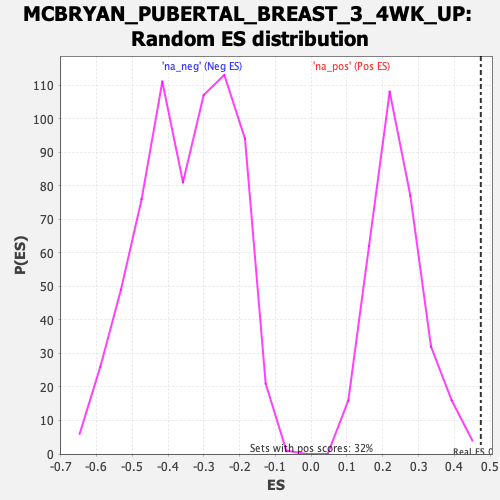 MCBRYAN_PUBERTAL_BREAST_3_4WK_UP:
Random ES distribution
'na_neg' (Neg ES) 'na_pos' (Pos ES)
110
100
90
80
70
60
50
40
30
20
10
0
P(ES)
Sets with pos scores: 32%
Real ES 0
-0.7 -0.6 -0.5 -0.4 -0.3 -0.2 -0.1 0.0 0.1 0.2 0.3 0.4 0.5
ES